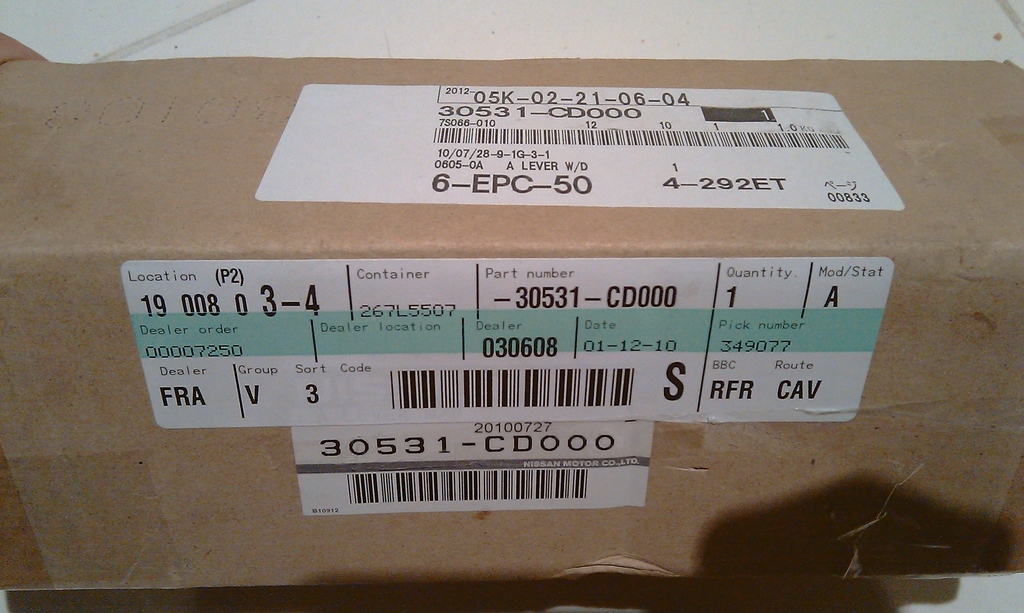 2012-05K-02-21-06-04
30531-CD000 1
7S066-010 12 10 1 1.0 KG
10/07/28-9-1G-3-1
0805-0A A LEVER W/D 1
6-EPC-50 4-292ET ページ
00833
Location (P2) Container Part number Quantity. Mod/Stat
19 008 0 3-4 267L5507 -30531-CD000 1 A
Dealer order Dealer location Dealer Date Pick number
00007250 030608 01-12-10 349077
Dealer Group Sort Code BBC Route
FRA V 3 S RFR CAV
20100727
30531-CD000
NISSAN MOTOR CO.,LTD.
B10912